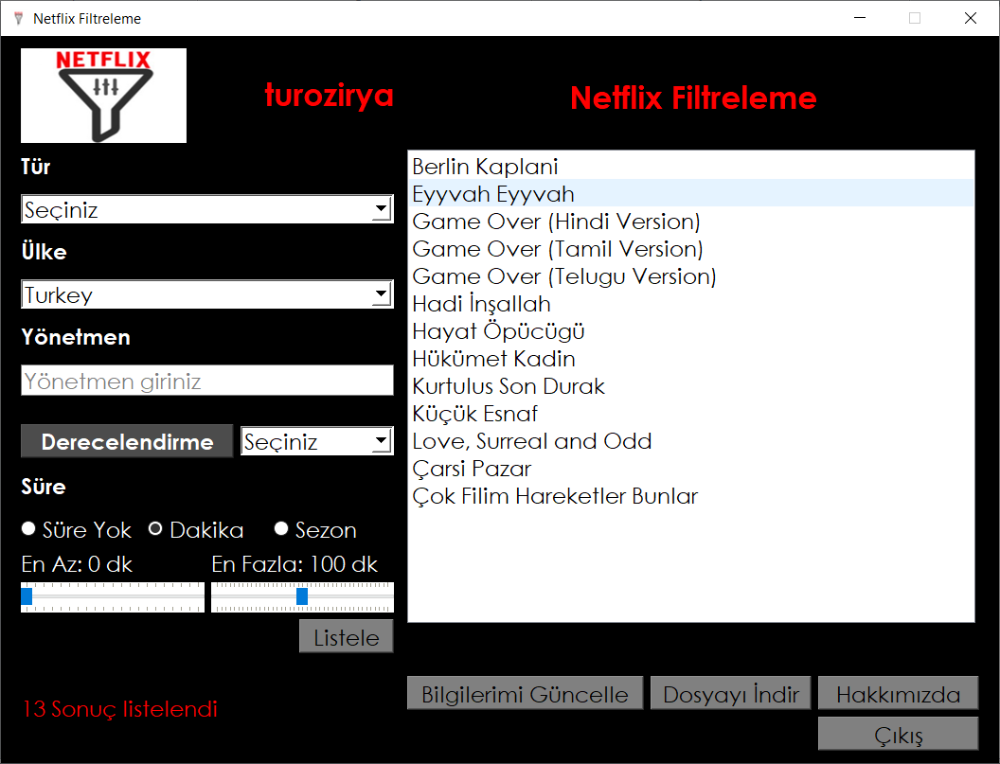 Netflix Filtreleme
NETFLIX
turozirya
Netflix Filtreleme
Tür
Seçiniz
Ülke
Turkey
Yönetmen
Yönetmen giriniz
Derecelendirme
Seçiniz
Süre
Süre Yok
Dakika
Sezon
En Az: 0 dk
En Fazla: 100 dk
Listele
13 Sonuç listelendi
Berlin Kaplani
Eyyvah Eyyvah
Game Over (Hindi Version)
Game Over (Tamil Version)
Game Over (Telugu Version)
Hadi İnşallah
Hayat Öpücügü
Hükümet Kadin
Kurtulus Son Durak
Küçük Esnaf
Love, Surreal and Odd
Çarsi Pazar
Çok Filim Hareketler Bunlar
Bilgilerimi Güncelle
Dosyayı İndir
Hakkımızda
Çıkış